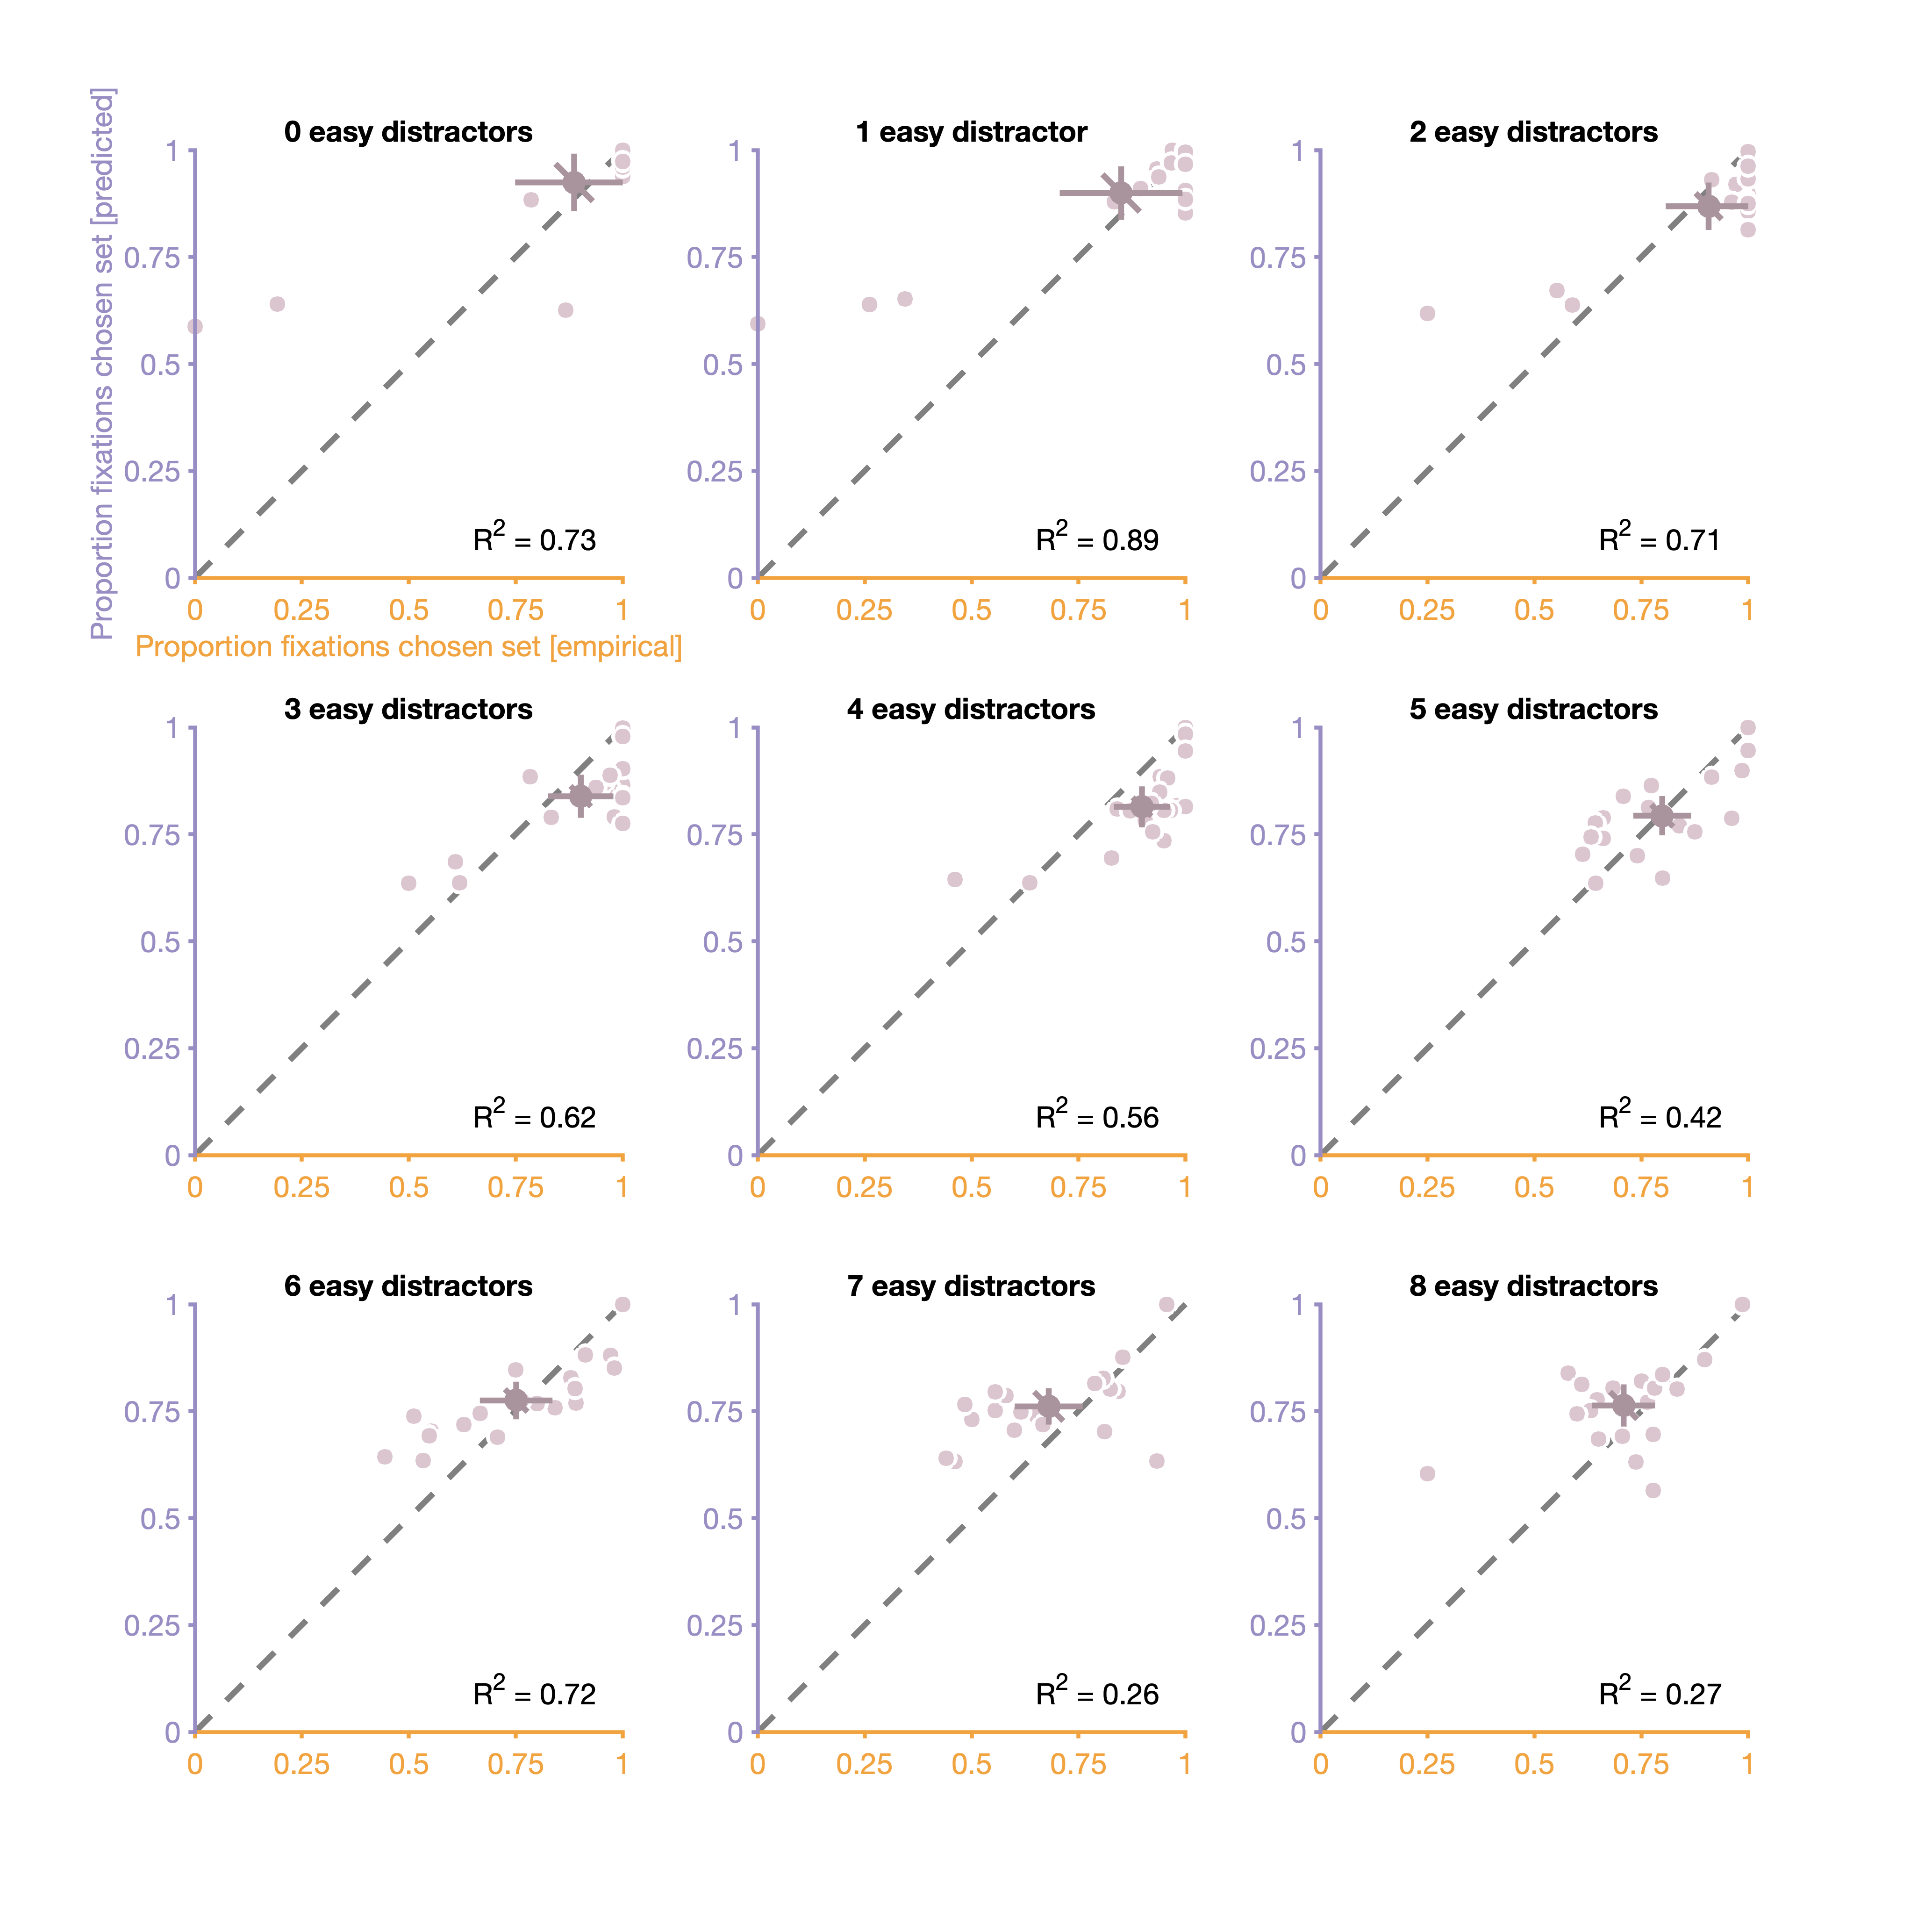 Proportion fixations chosen set [predicted]
0 easy distractors
1
0.75
0.5
0.25
0
R2 = 0.73
0 0.25 0.5 0.75 1
Proportion fixations chosen set [empirical]
1 easy distractor
1
0.75
0.5
0.25
0
R2 = 0.89
0 0.25 0.5 0.75 1
2 easy distractors
1
0.75
0.5
0.25
0
R2 = 0.71
0 0.25 0.5 0.75 1
3 easy distractors
1
0.75
0.5
0.25
0
R2 = 0.62
0 0.25 0.5 0.75 1
4 easy distractors
1
0.75
0.5
0.25
0
R2 = 0.56
0 0.25 0.5 0.75 1
5 easy distractors
1
0.75
0.5
0.25
0
R2 = 0.42
0 0.25 0.5 0.75 1
6 easy distractors
1
0.75
0.5
0.25
0
R2 = 0.72
0 0.25 0.5 0.75 1
7 easy distractors
1
0.75
0.5
0.25
0
R2 = 0.26
0 0.25 0.5 0.75 1
8 easy distractors
1
0.75
0.5
0.25
0
R2 = 0.27
0 0.25 0.5 0.75 1